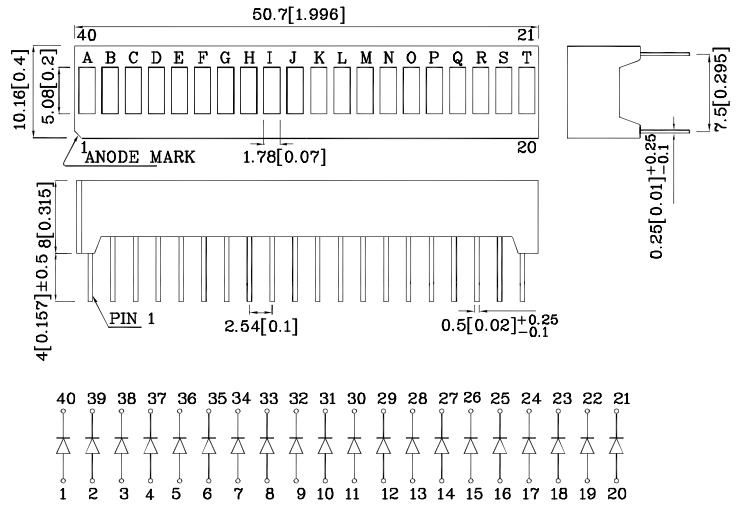 50.7[1.996]
40 21
A B C D E F G H I J K L M N O P Q R S T
10.16[0.4]
5.08[0.2]
1 20
ANODE MARK
1.78[0.07]
7.5[0.295]
0.25[0.01]+0.25 -0.1
8[0.315]
4[0.157]±0.5
PIN 1
2.54[0.1]
0.5[0.02]+0.25 -0.1
40 39 38 37 36 35 34 33 32 31 30 29 28 27 26 25 24 23 22 21
1 2 3 4 5 6 7 8 9 10 11 12 13 14 15 16 17 18 19 20